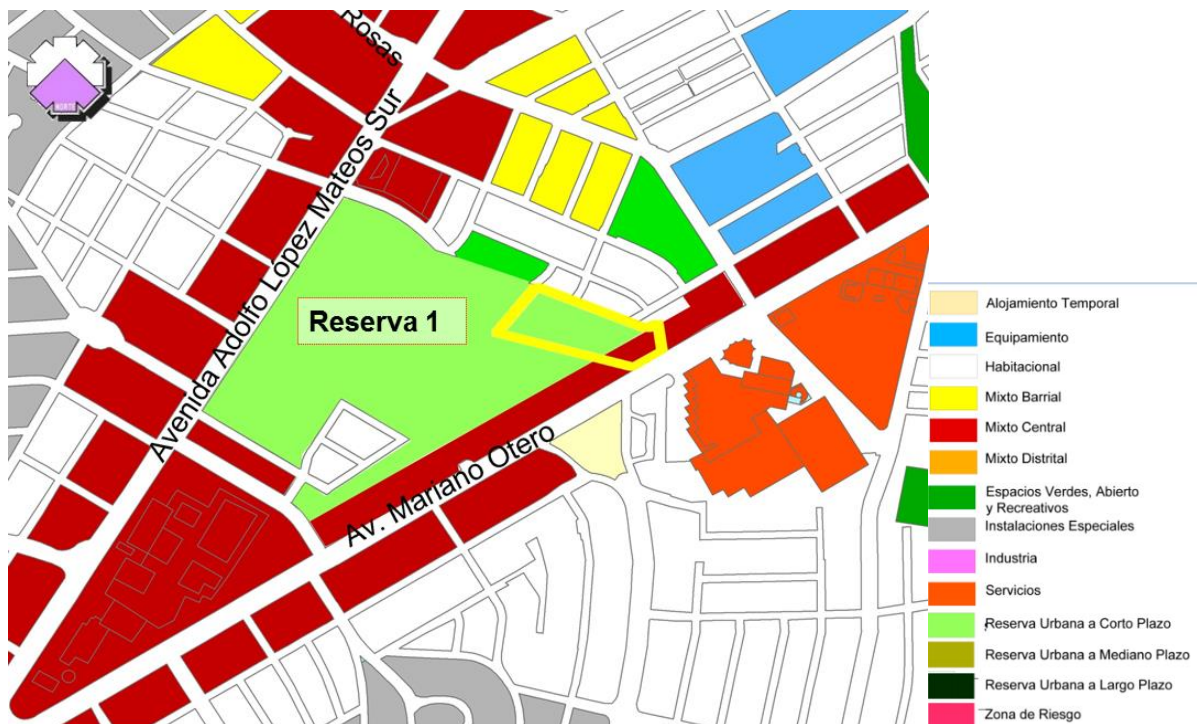 Rosas
NORTE
Avenida Adolfo López Mateos Sur
Reserva 1
Av. Mariano Otero
Alojamiento Temporal
Equipamiento
Habitacional
Mixto Barrial
Mixto Central
Mixto Distrital
Espacios Verdes, Abierto
y Recreativos
Instalaciones Especiales
Industria
Servicios
Reserva Urbana a Corto Plazo
Reserva Urbana a Mediano Plazo
Reserva Urbana a Largo Plazo
Zona de Riesgo